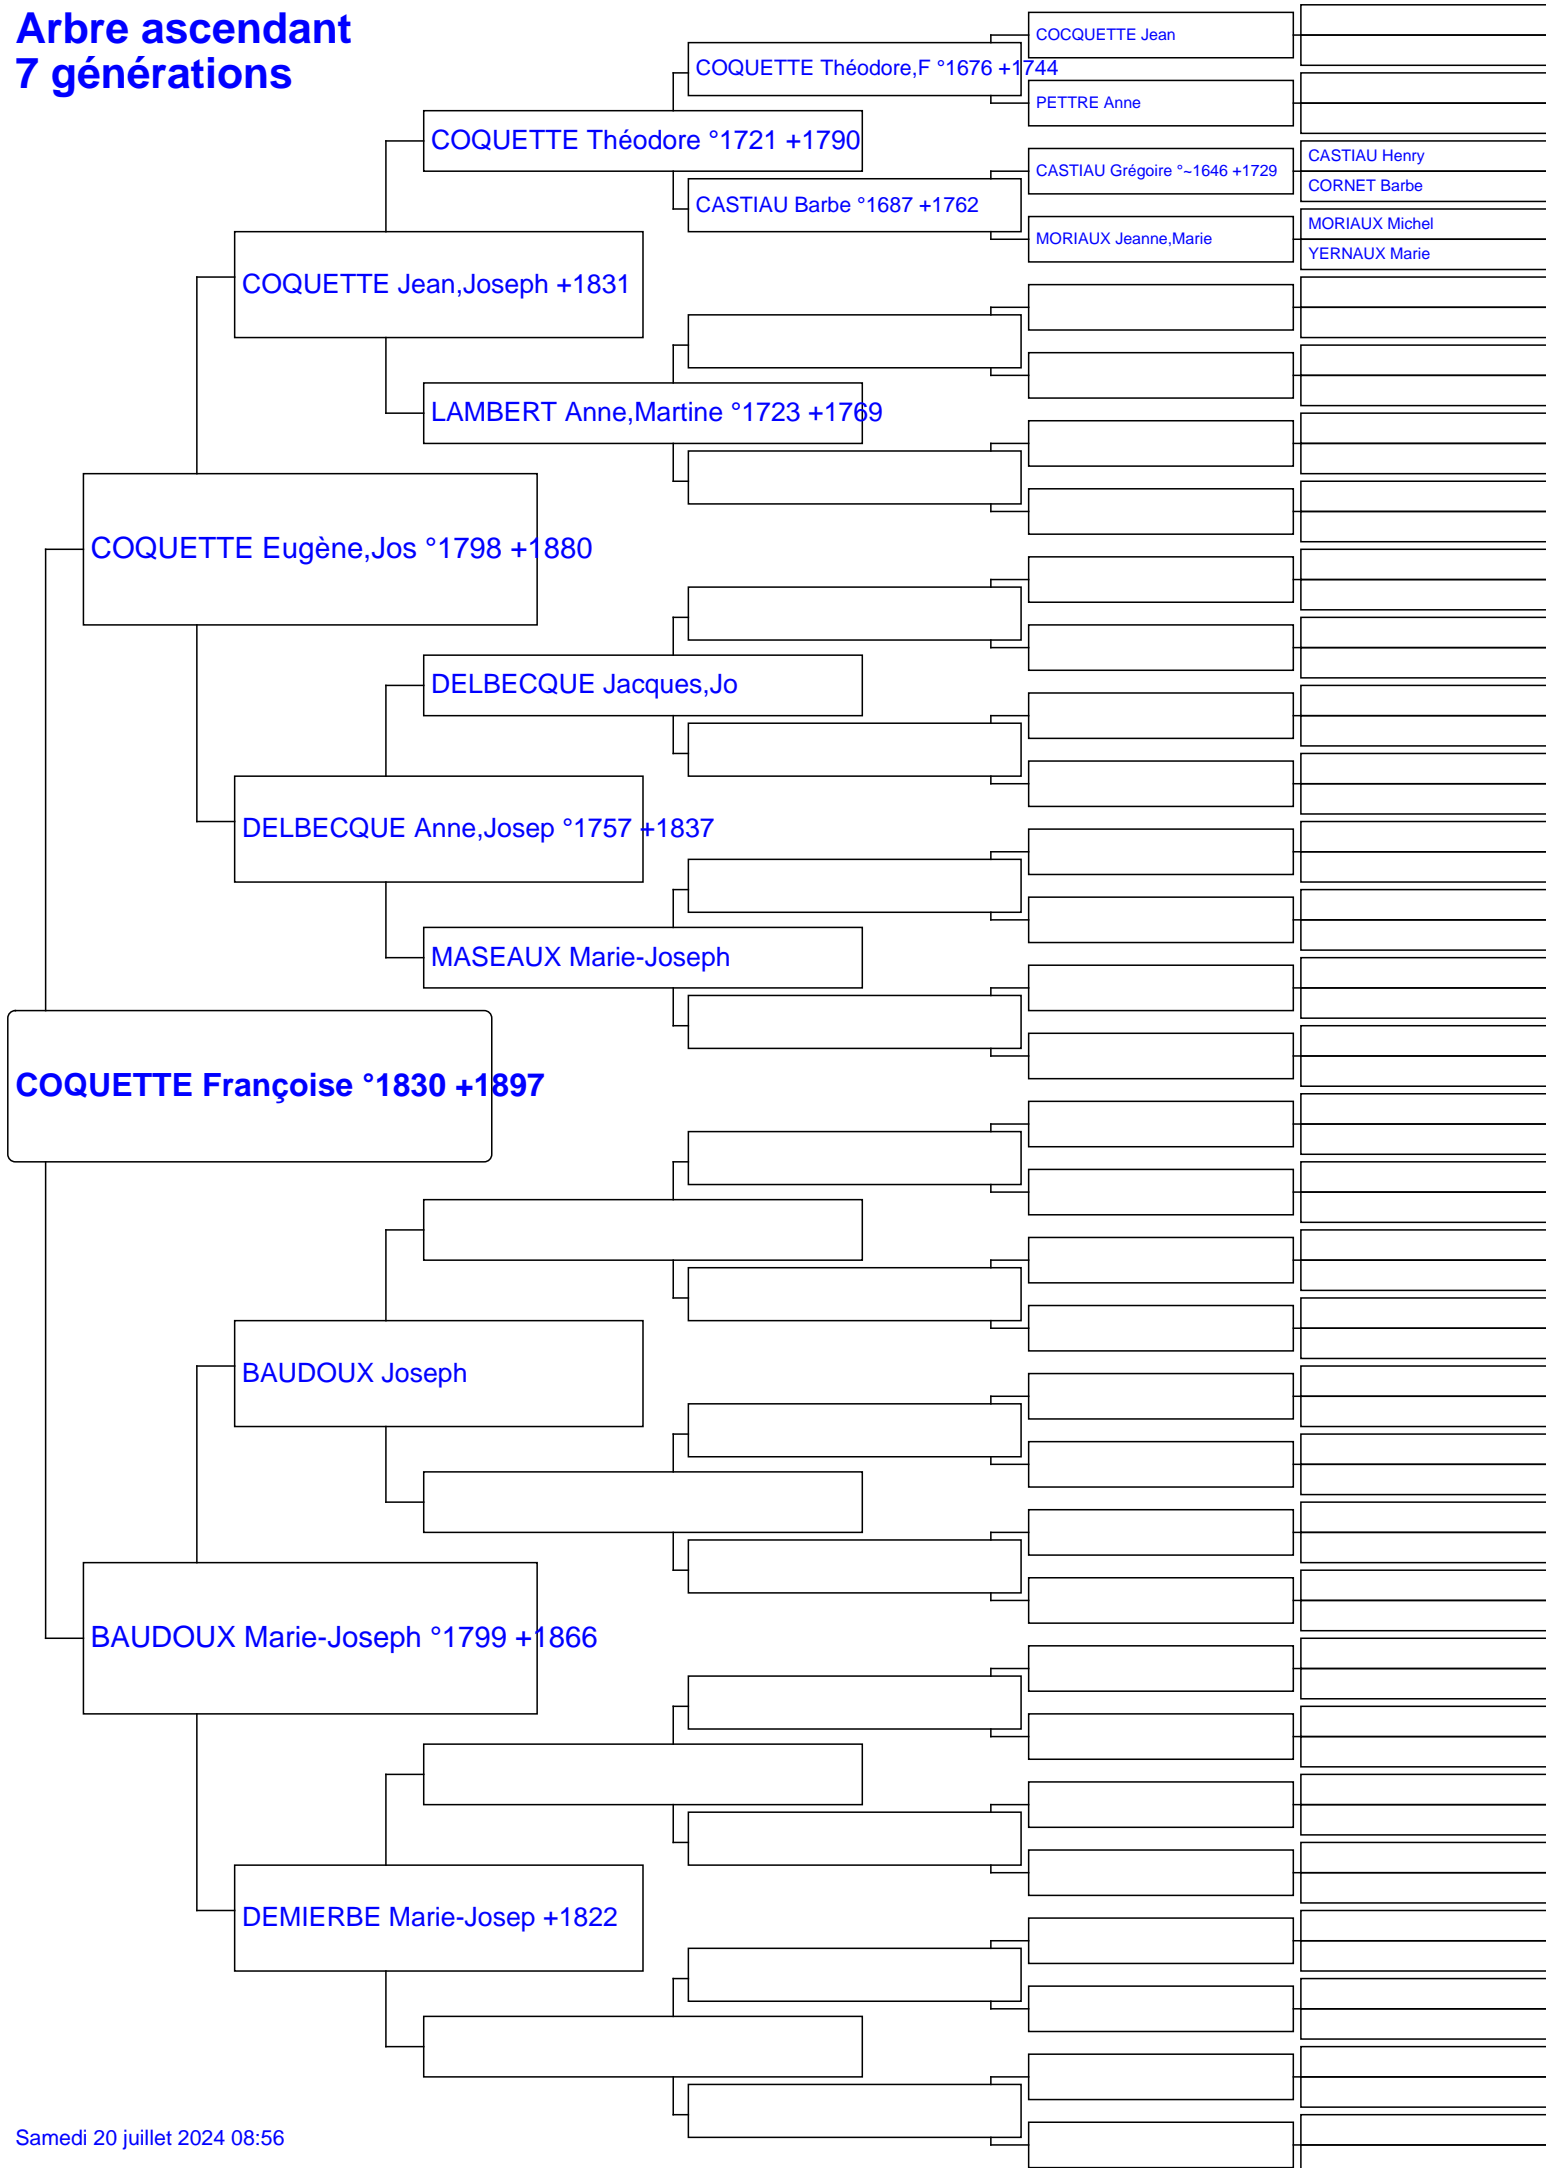 Arbre ascendant
7 générations
COCQUETTE Jean
COQUETTE Théodore,F °1676 +1744
PETTRE Anne
COQUETTE Théodore °1721 +1790
CASTIAU Henry
CASTIAU Grégoire °~1646 +1729
CORNET Barbe
CASTIAU Barbe °1687 +1762
MORIAUX Michel
MORIAUX Jeanne,Marie
YERNAUX Marie
COQUETTE Jean,Joseph +1831
LAMBERT Anne,Martine °1723 +1769
COQUETTE Eugène,Jos °1798 +1880
DELBECQUE Jacques,Jo
DELBECQUE Anne,Josep °1757 +1837
MASEAUX Marie-Joseph
COQUETTE Françoise °1830 +1897
BAUDOUX Joseph
BAUDOUX Marie-Joseph °1799 +1866
DEMIERBE Marie-Josep +1822
Samedi 20 juillet 2024 08:56